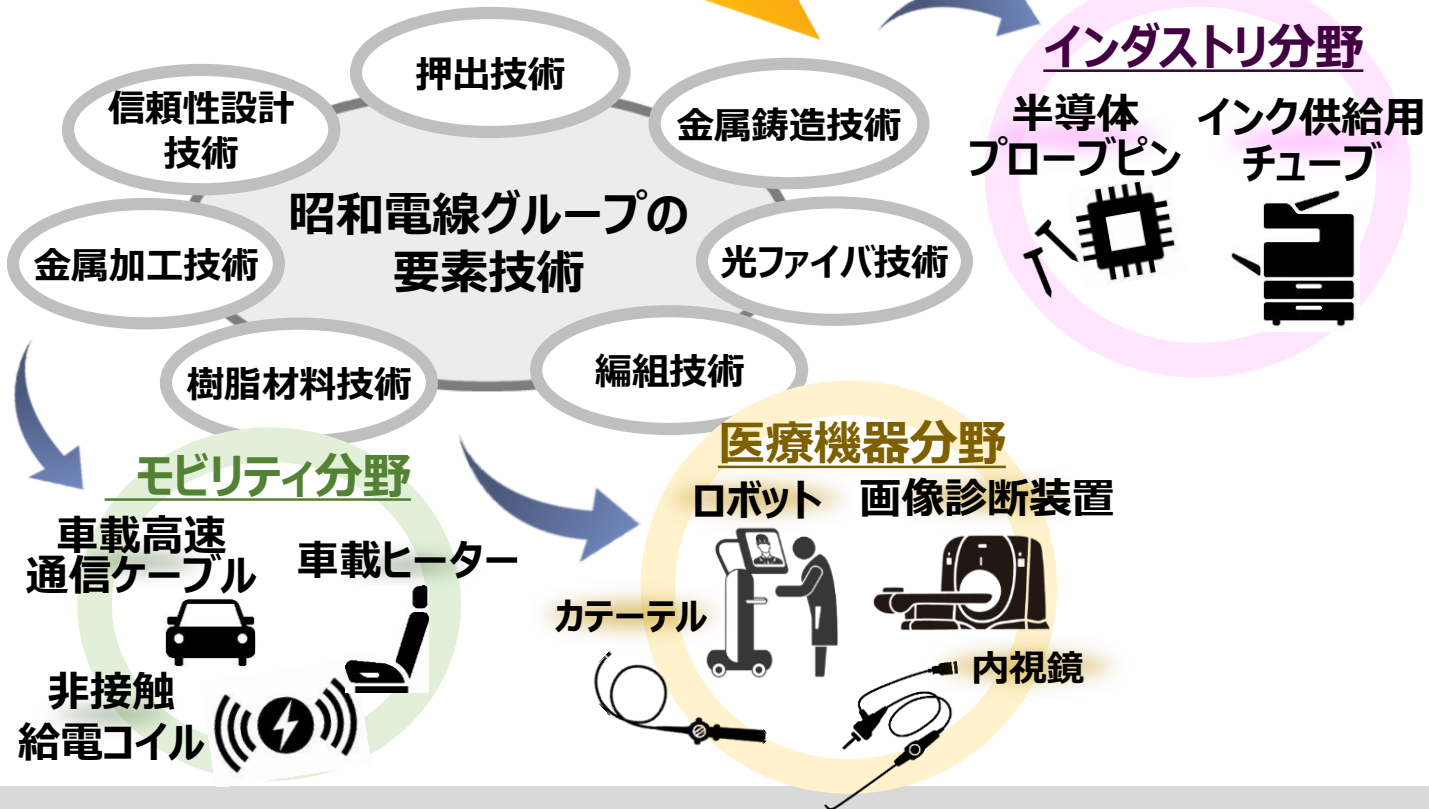 押出技術
信頼性設計
技術
金属鋳造技術
昭和電線グループの
要素技術
金属加工技術
光ファイバ技術
樹脂材料技術
編組技術
インダストリ分野
半導体
プローブピン
インク供給用
チューブ
モビリティ分野
車載高速
通信ケーブル
車載ヒーター
非接触
給電コイル
医療機器分野
ロボット
画像診断装置
カテーテル
内視鏡